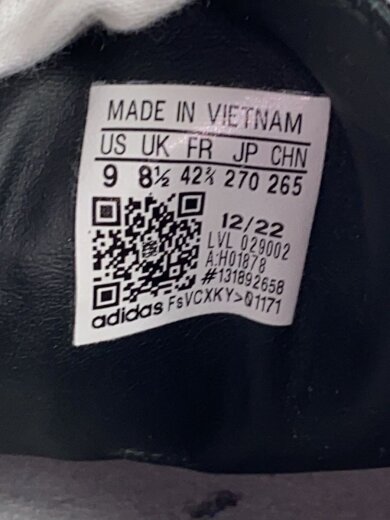 MADE IN VIETNAM
US UK FR JP CHN
9 8½ 42⅔ 270 265
12/22
LVL 029002
A:H01878
#131892658
adidas FsVCXKY>01171